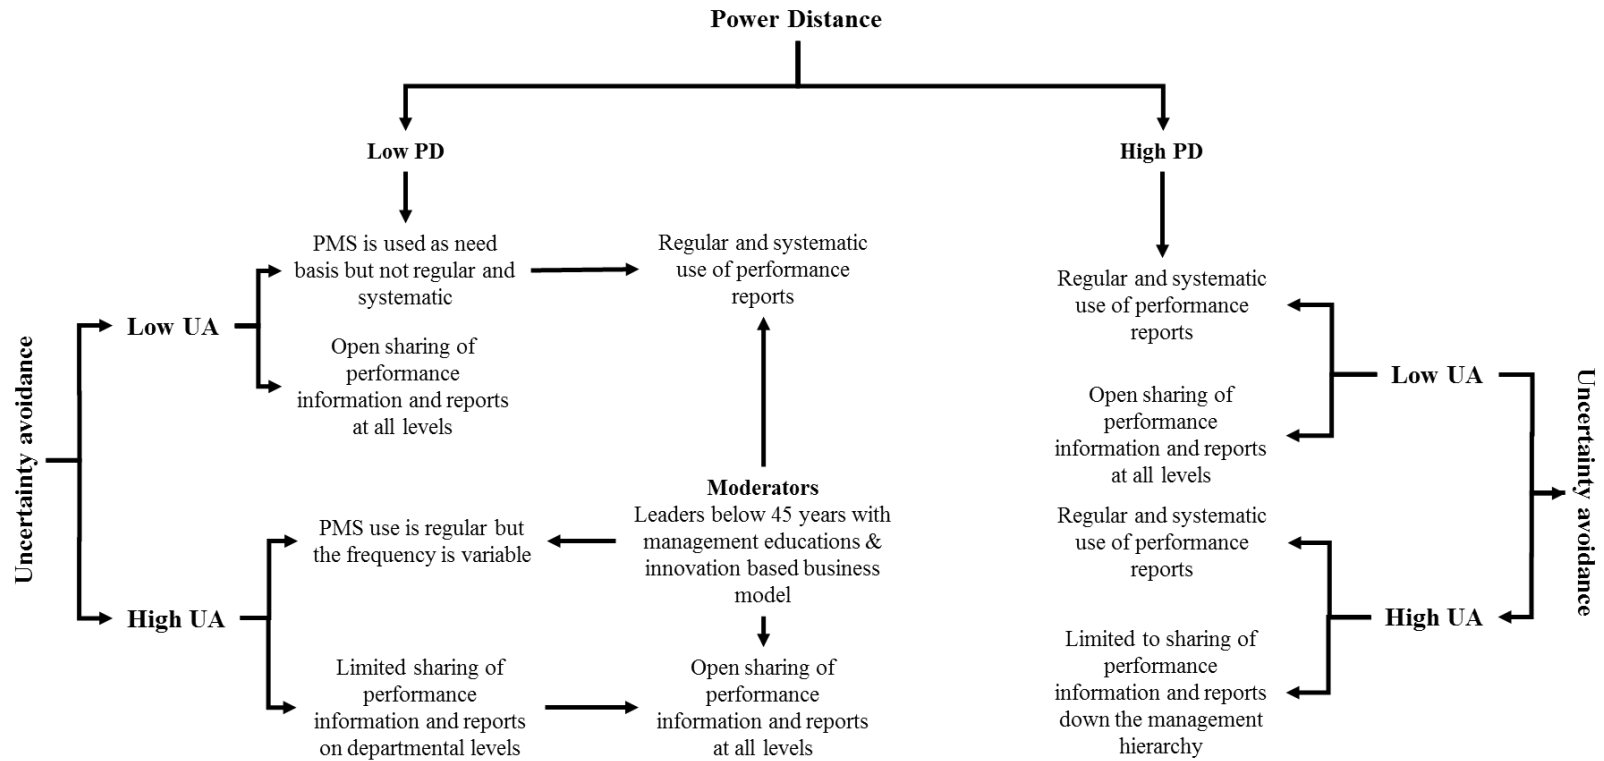 Power Distance
Low PD
High PD
Uncertainty avoidance
Low UA
PMS is used as need
basis but not regular and
systematic
Open sharing of
performance
information and reports
at all levels
Regular and systematic
use of performance
reports
High UA
PMS use is regular but
the frequency is variable
Limited sharing of
performance
information and reports
on departmental levels
Moderators
Leaders below 45 years with
management educations &
innovation based business
model
Open sharing of
performance
information and reports
at all levels
Regular and systematic
use of performance
reports
Open sharing of
performance
information and reports
at all levels
Low UA
Regular and systematic
use of performance
reports
Limited to sharing of
performance
information and reports
down the management
hierarchy
High UA
Uncertainty avoidance